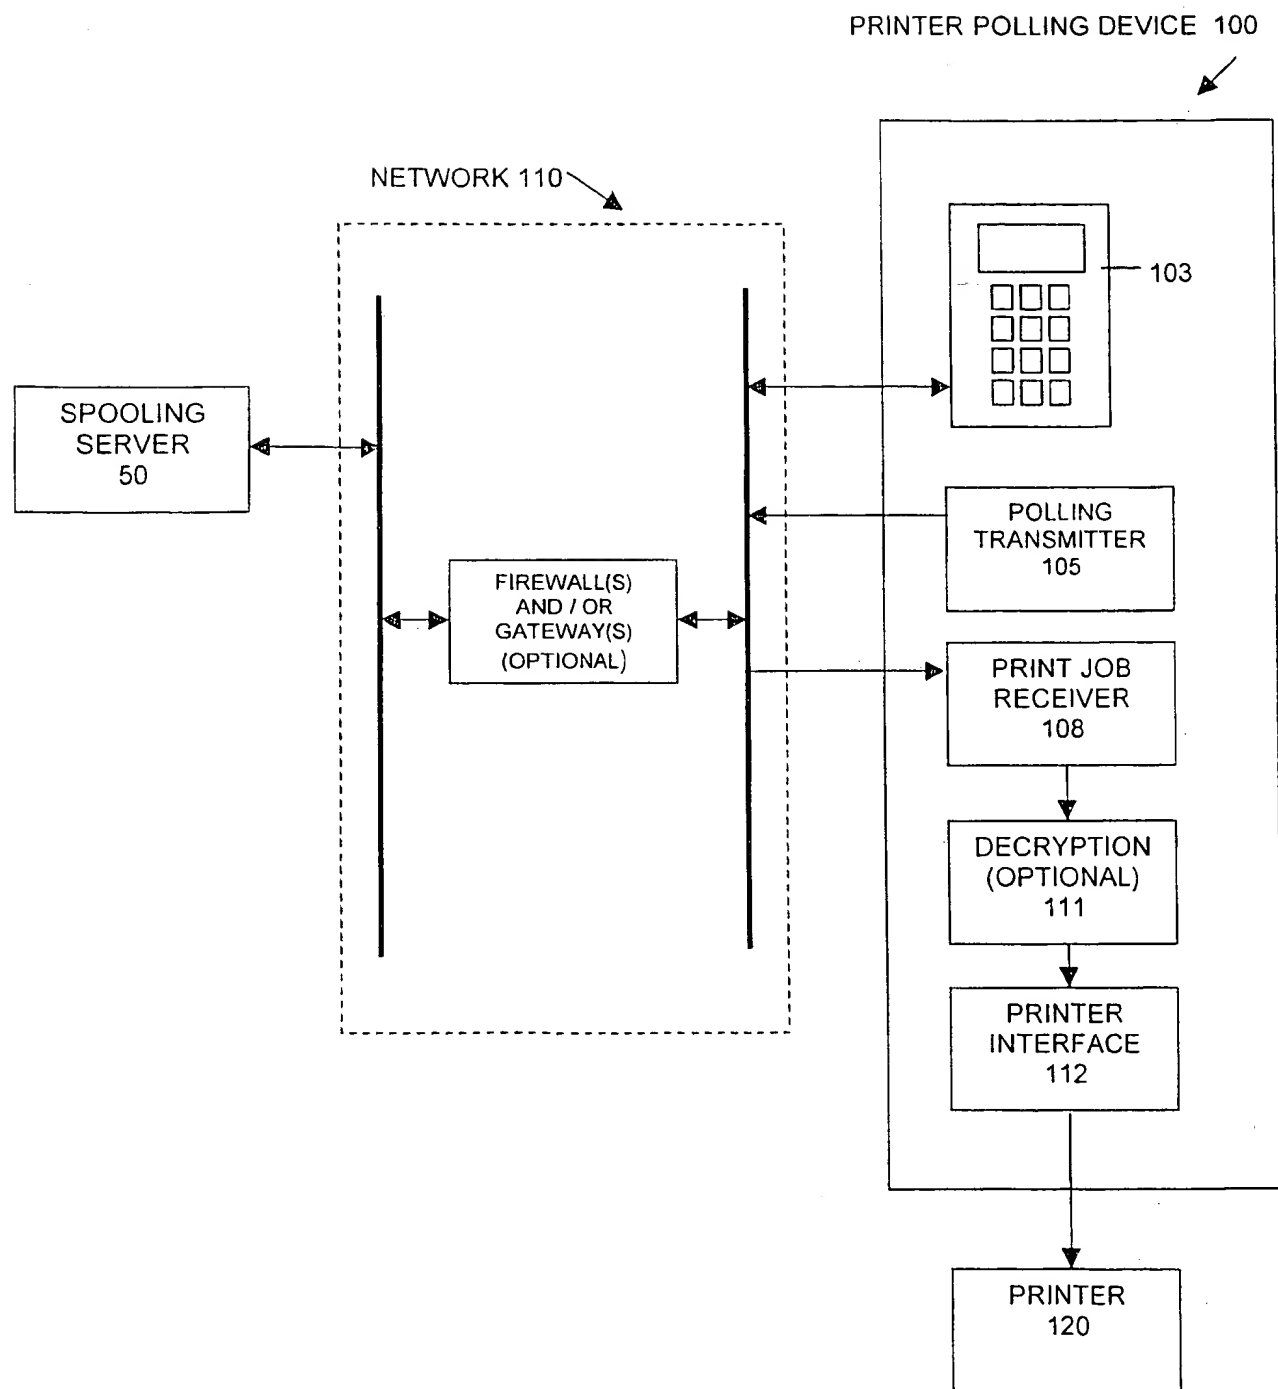 PRINTER POLLING DEVICE 100
NETWORK 110
103
SPOOLING
SERVER
50
POLLING
TRANSMITTER
105
FIREWALL(S)
AND / OR
GATEWAY(S)
(OPTIONAL)
PRINT JOB
RECEIVER
108
DECRYPTION
(OPTIONAL)
111
PRINTER
INTERFACE
112
PRINTER
120